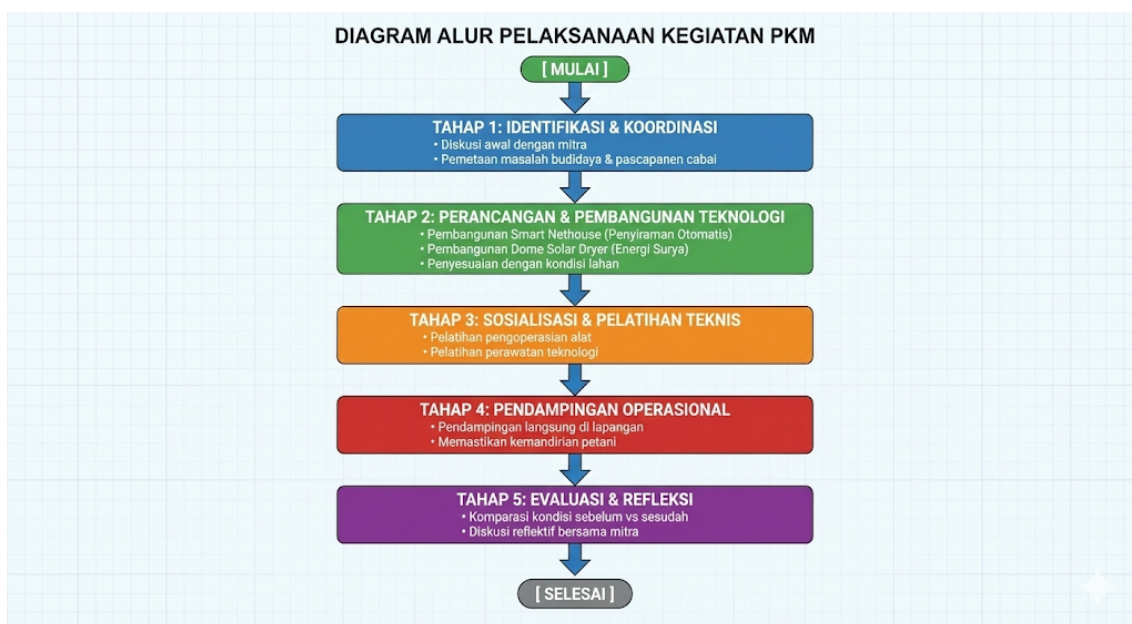 DIAGRAM ALUR PELAKSANAAN KEGIATAN PKM
[ MULAI ]
TAHAP 1: IDENTIFIKASI & KOORDINASI
• Diskusi awal dengan mitra
• Pemetaan masalah budidaya & pascapanen cabai
TAHAP 2: PERANCANGAN & PEMBANGUNAN TEKNOLOGI
• Pembangunan Smart Nethouse (Penyiraman Otomatis)
• Pembangunan Dome Solar Dryer (Energi Surya)
• Penyesuaian dengan kondisi lahan
TAHAP 3: SOSIALISASI & PELATIHAN TEKNIS
• Pelatihan pengoperasian alat
• Pelatihan perawatan teknologi
TAHAP 4: PENDAMPINGAN OPERASIONAL
• Pendampingan langsung di lapangan
• Memastikan kemandirian petani
TAHAP 5: EVALUASI & REFLEKSI
• Komparasi kondisi sebelum vs sesudah
• Diskusi reflektif bersama mitra
[ SELESAI ]